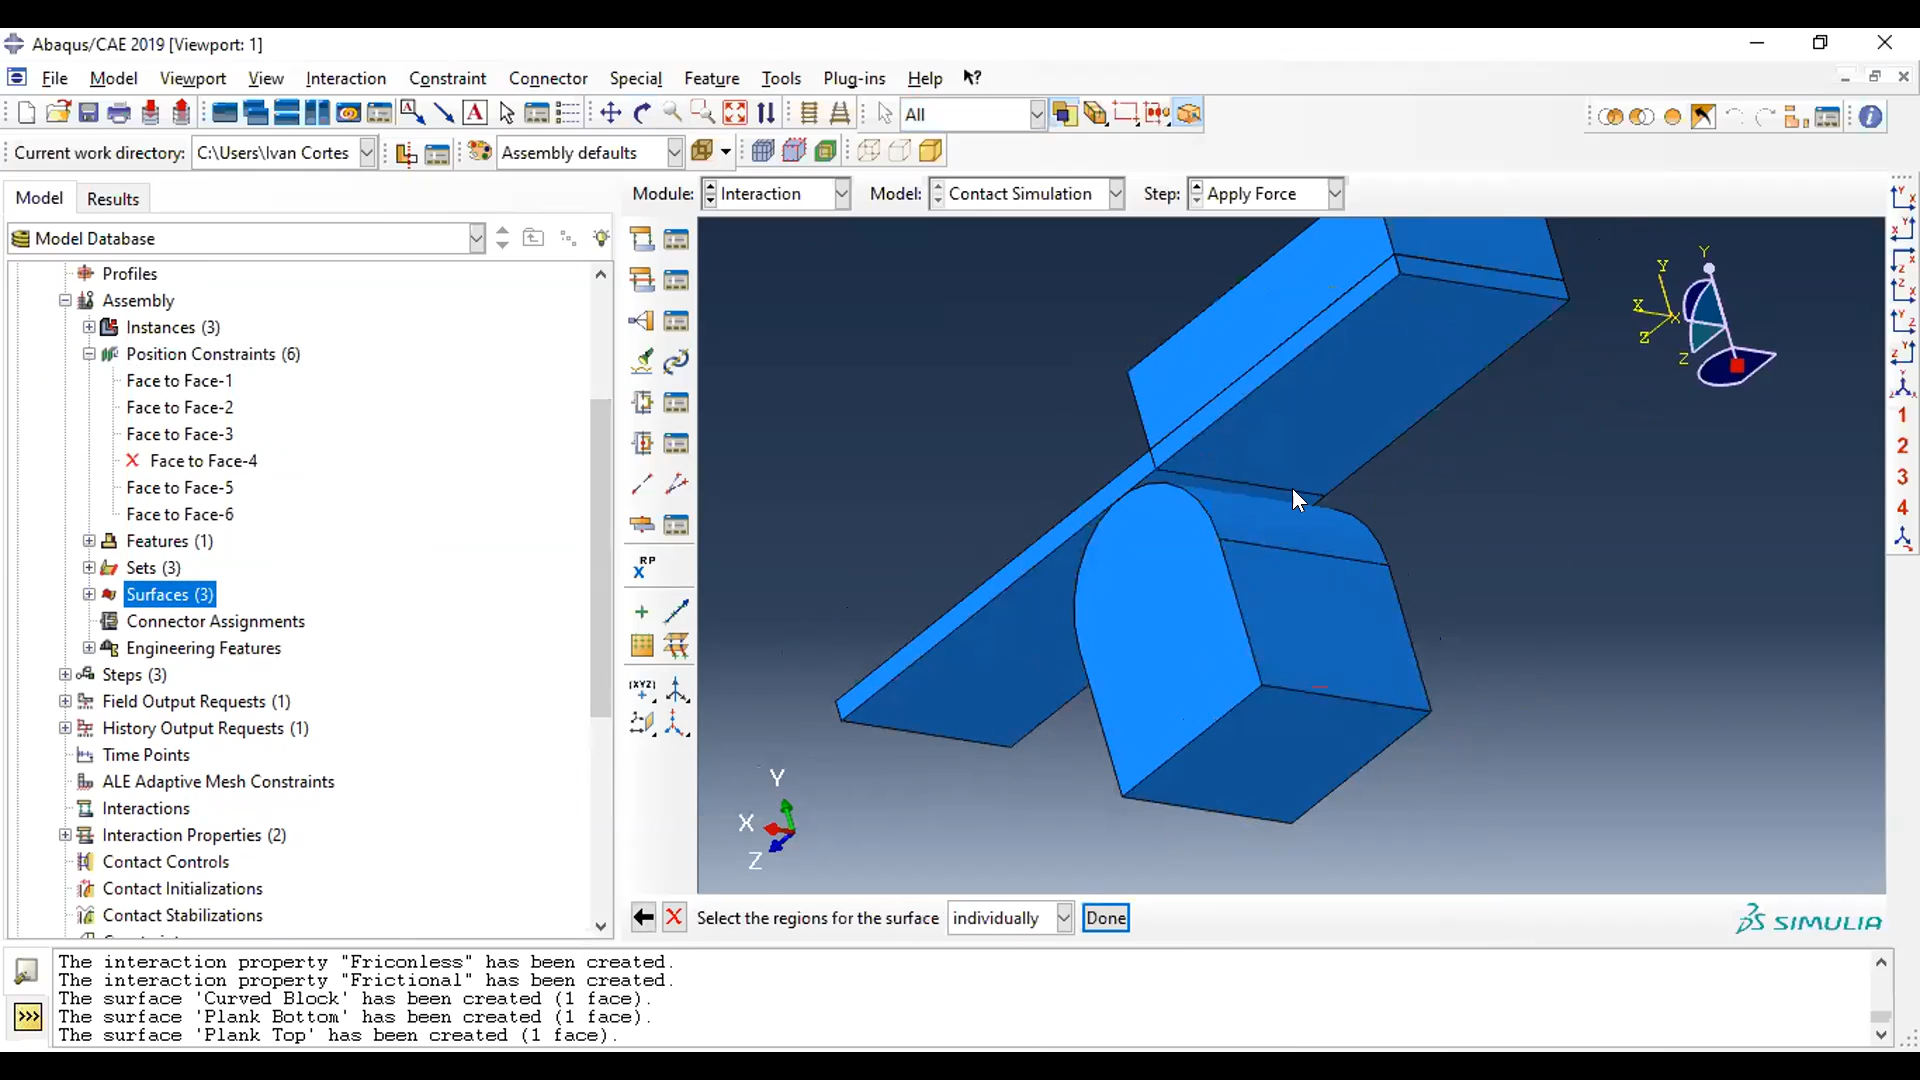 Abaqus/CAE 2019 [Viewport: 1]
File Model Viewport View Interaction Constraint Connector Special Feature Tools Plug-ins Help
All
Current work directory: C:\Users\Ivan Cortes
Assembly defaults
Model Results
Module: Interaction Model: Contact Simulation Step: Apply Force
Model Database
Profiles
Assembly
Instances (3)
Position Constraints (6)
Face to Face-1
Face to Face-2
Face to Face-3
Face to Face-4
Face to Face-5
Face to Face-6
Features (1)
Sets (3)
Surfaces (3)
Connector Assignments
Engineering Features
Steps (3)
Field Output Requests (1)
History Output Requests (1)
Time Points
ALE Adaptive Mesh Constraints
Interactions
Interaction Properties (2)
Contact Controls
Contact Initializations
Contact Stabilizations
RP
(XYZ)
Y
Y
X
X
Z
Z
Y
X
Z
1
2
3
4
Select the regions for the surface individually Done
SIMULIA
The interaction property "Friconless" has been created.
The interaction property "Frictional" has been created.
The surface 'Curved Block' has been created (1 face).
The surface 'Plank Bottom' has been created (1 face).
The surface 'Plank Top' has been created (1 face).